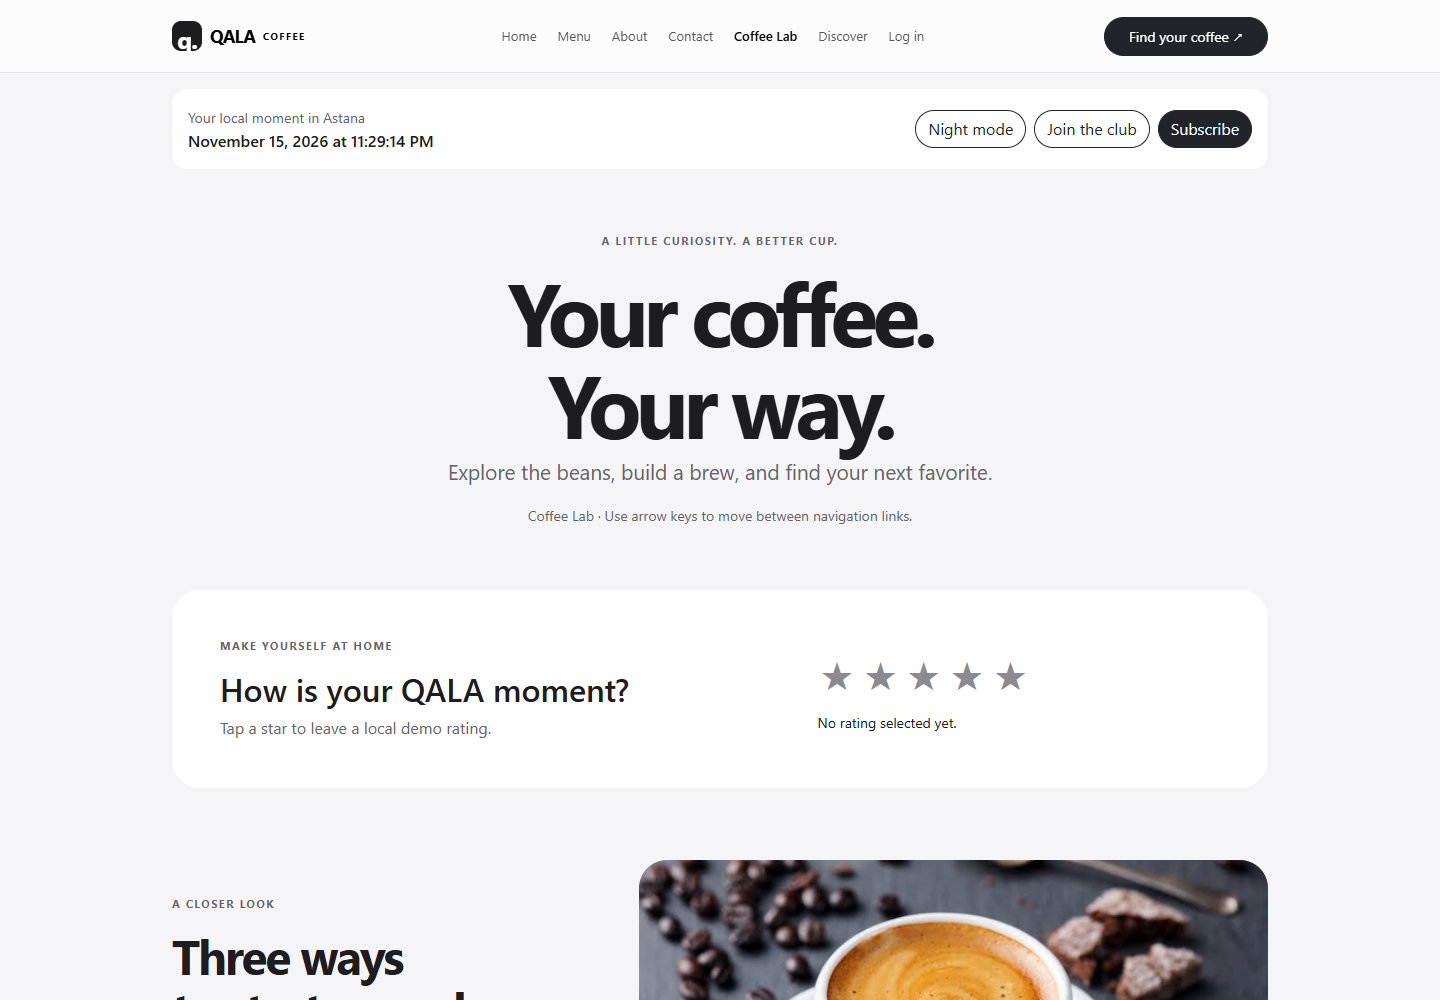 q.
QALA COFFEE
Home Menu About Contact Coffee Lab Discover Log in
Find your coffee ↗
Your local moment in Astana
November 15, 2026 at 11:29:14 PM
Night mode
Join the club
Subscribe
A LITTLE CURIOSITY. A BETTER CUP.
Your coffee.
Your way.
Explore the beans, build a brew, and find your next favorite.
Coffee Lab · Use arrow keys to move between navigation links.
MAKE YOURSELF AT HOME
How is your QALA moment?
Tap a star to leave a local demo rating.
★ ★ ★ ★ ★
No rating selected yet.
A CLOSER LOOK
Three ways